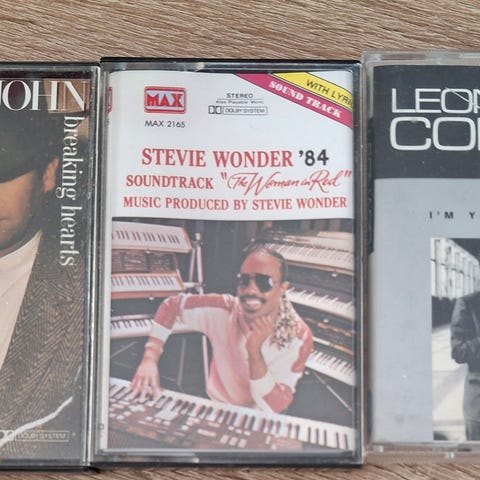 JOHN
breaking hearts
DOLBY SYSTEM
MAX
MAX 2165
STEREO
Also Playable Mono
DOLBY SYSTEM
WITH LYRIC
SOUND TRACK
STEVIE WONDER '84
SOUNDTRACK "The Woman in Red"
MUSIC PRODUCED BY STEVIE WONDER
LEON
CO
I'M Y